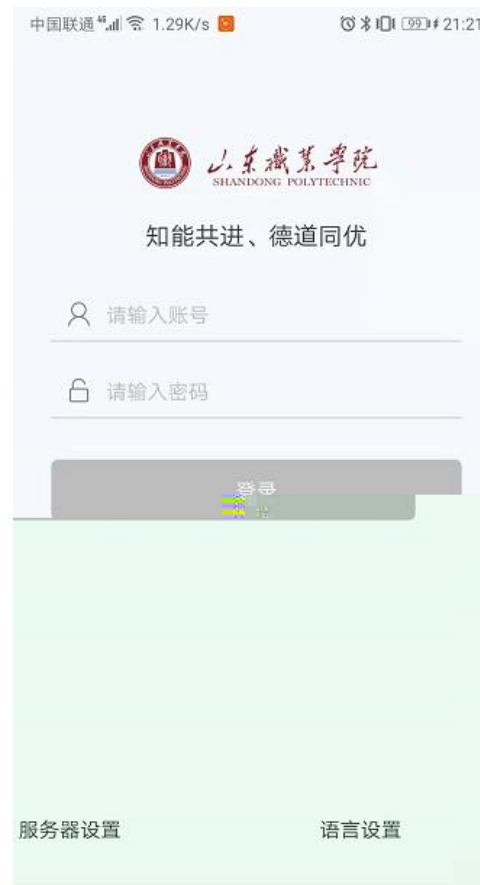 中国联通 4G 1.29K/s 99 21:21
山东职业学院
SHANDONG POLYTECHNIC
知能共进、德道同优
请输入账号
请输入密码
登录
服务器设置 语言设置